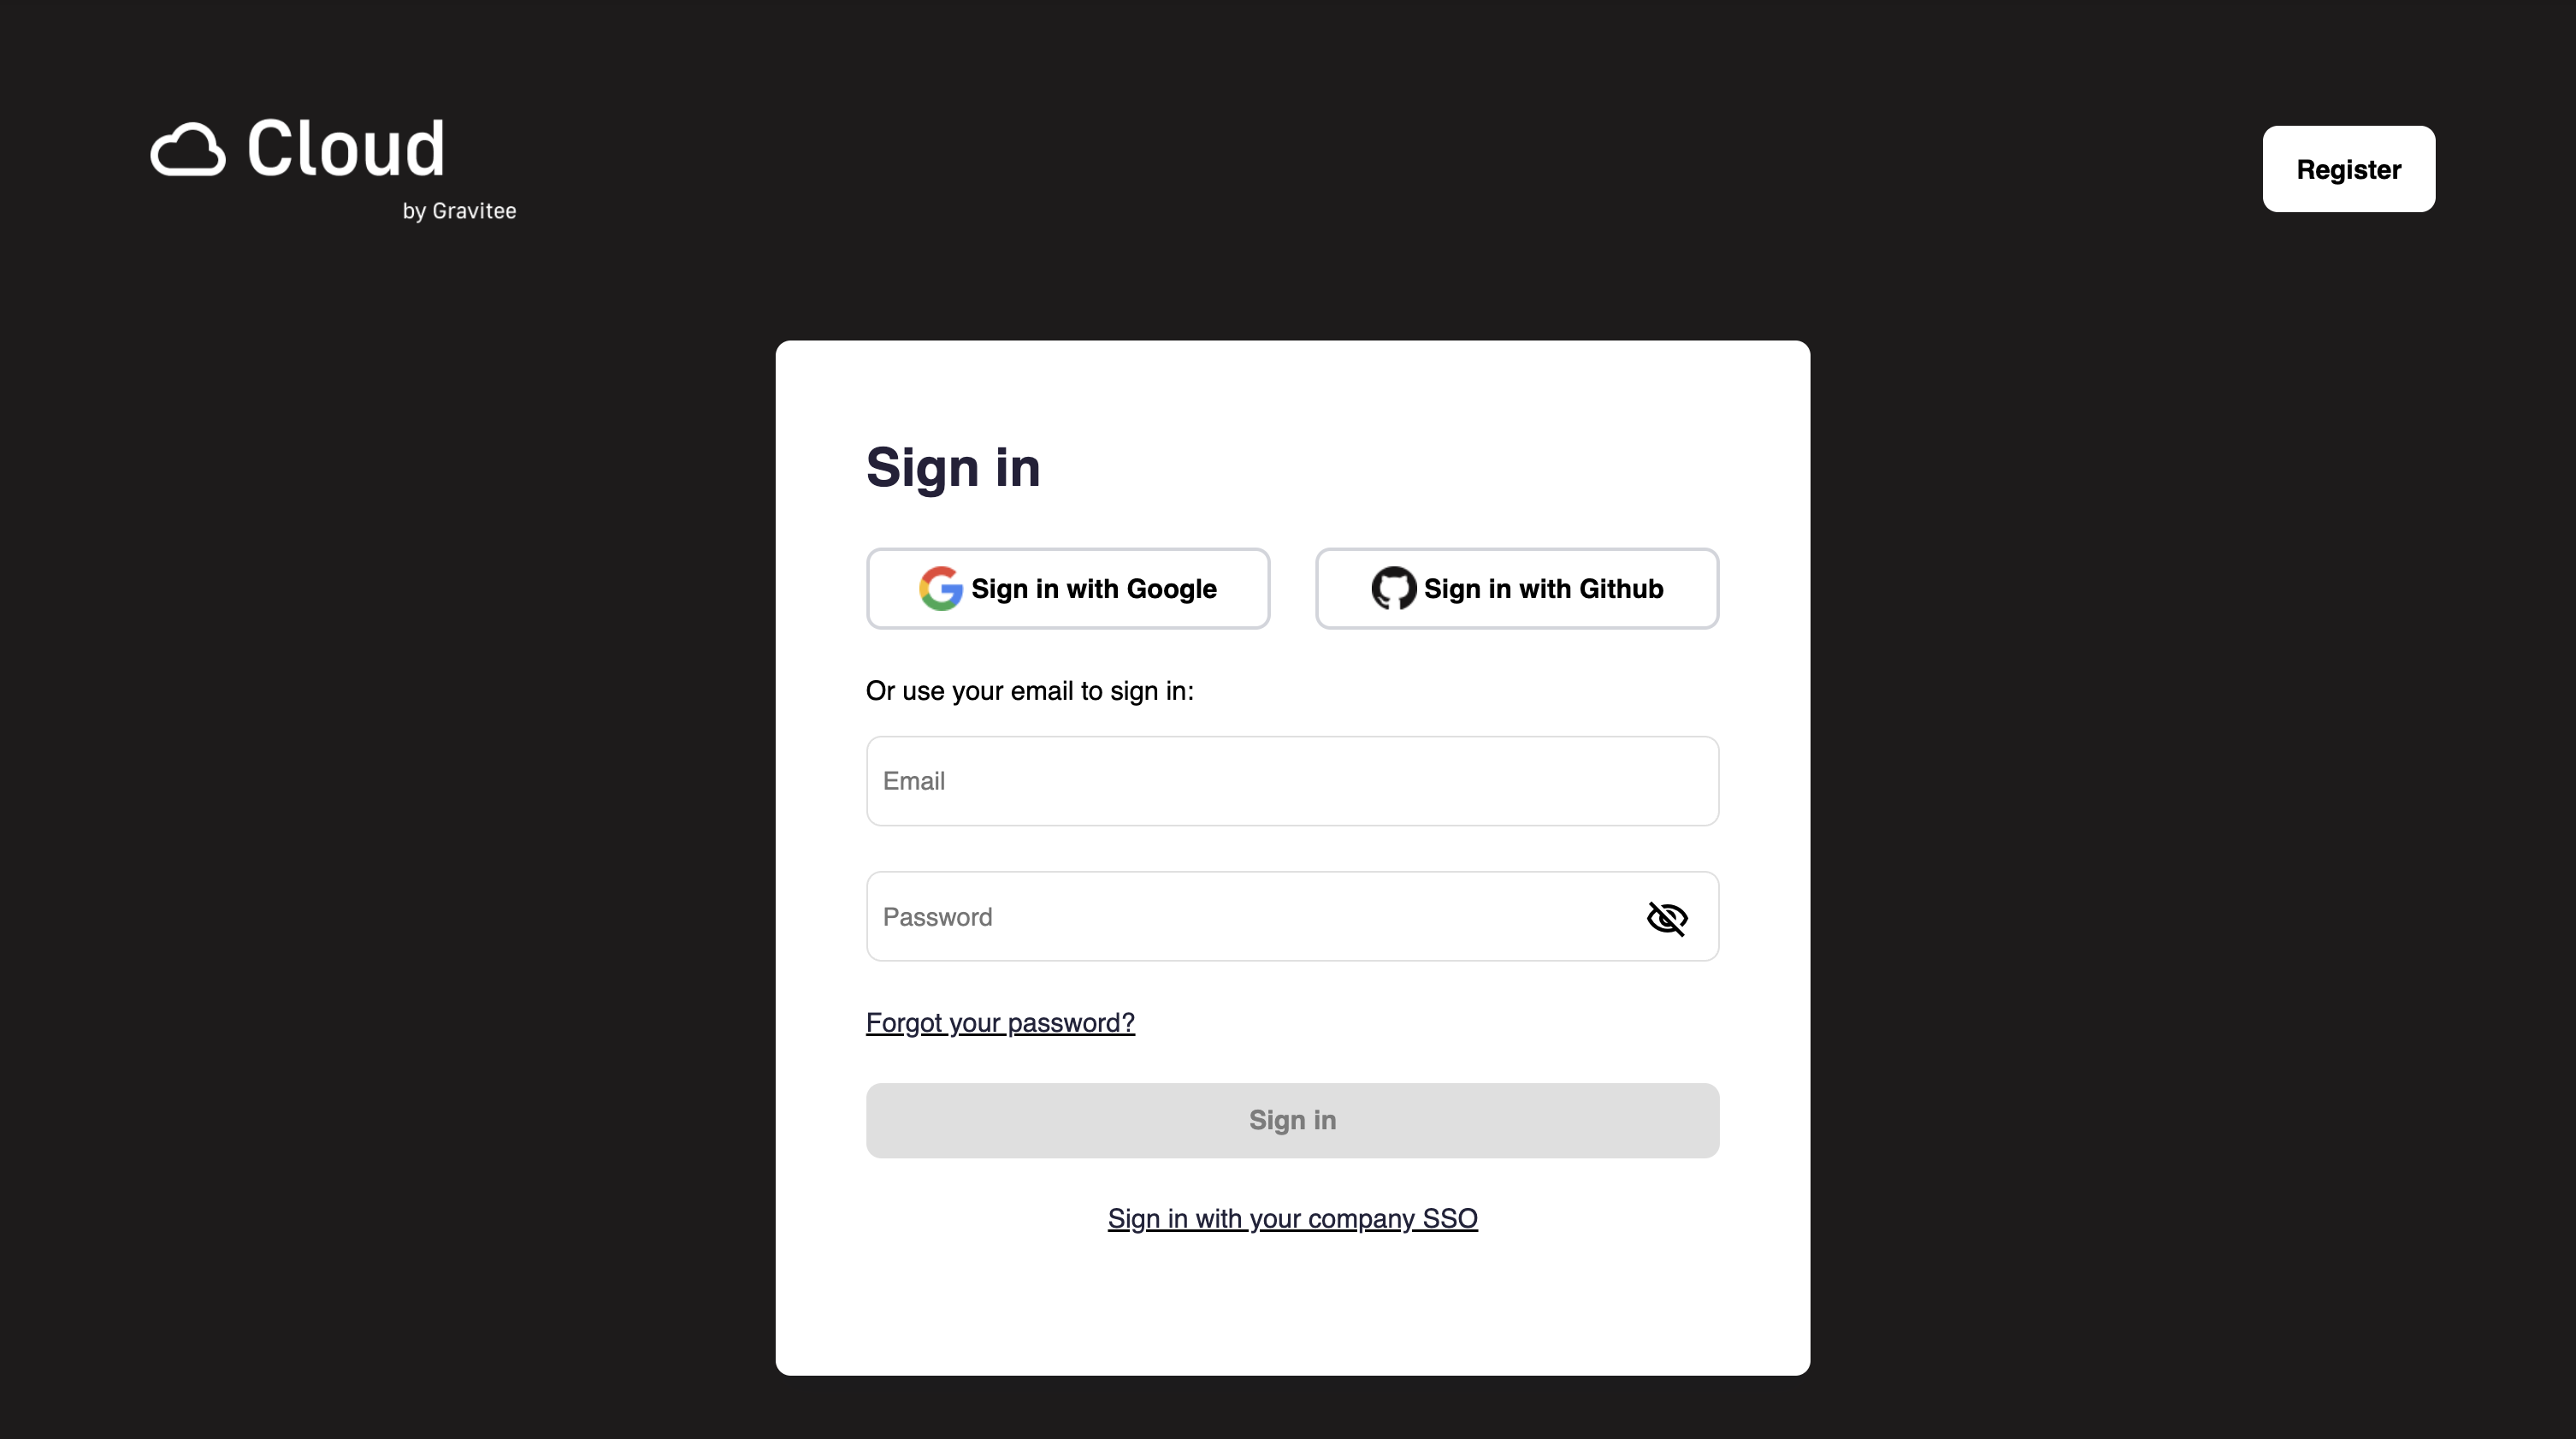 Cloud
by Gravitee
Register
Sign in
Sign in with Google
Sign in with Github
Or use your email to sign in:
Email
Password
Forgot your password?
Sign in
Sign in with your company SSO